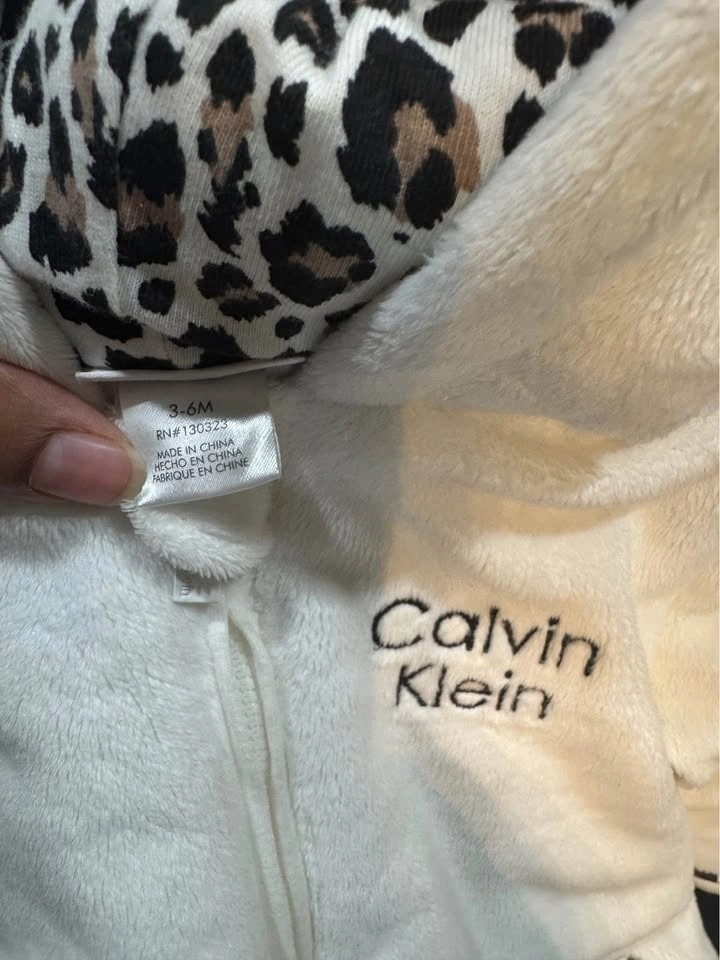 3-6M
RN#130323
MADE IN CHINA
HECHO EN CHINA
FABRIQUE EN CHINE
Calvin
Klein